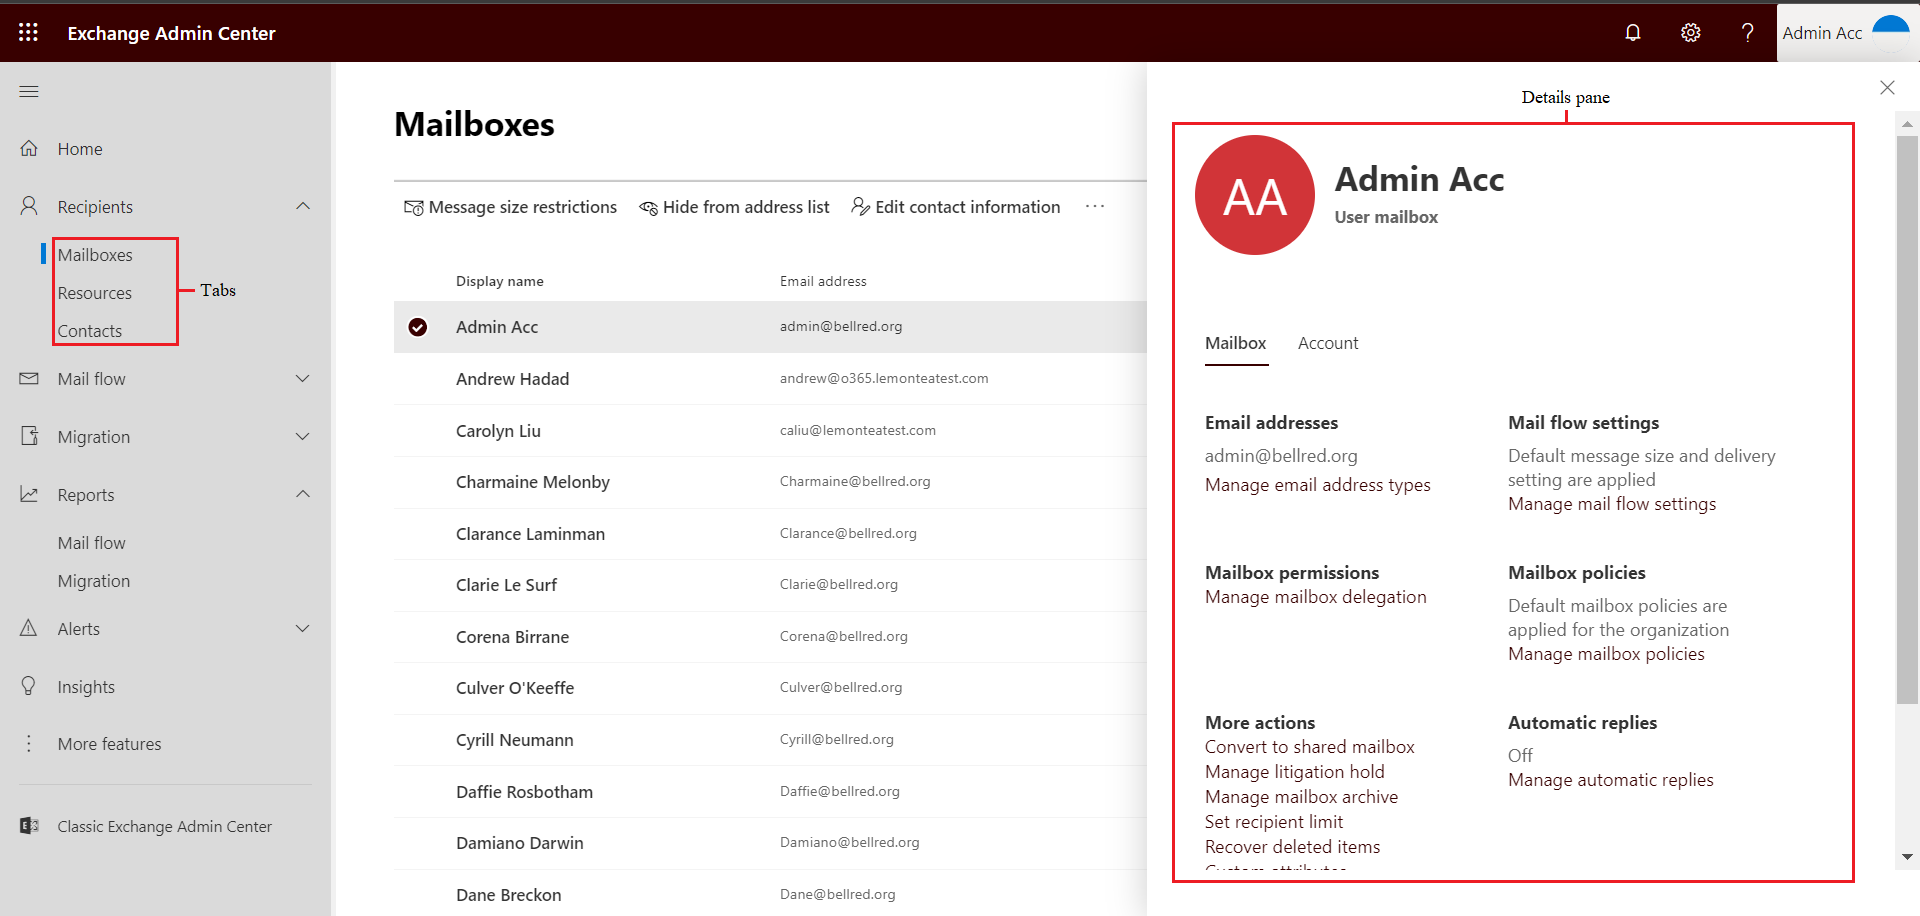 Exchange Admin Center
Admin Acc
Home
Recipients
Mailboxes
Resources
Contacts
Tabs
Mail flow
Migration
Reports
Mail flow
Migration
Alerts
Insights
More features
Classic Exchange Admin Center
Mailboxes
Message size restrictions Hide from address list Edit contact information ...
Display name Email address
Admin Acc admin@bellred.org
Andrew Hadad andrew@o365.lemonteatest.com
Carolyn Liu caliu@lemonteatest.com
Charmaine Melonby Charmaine@bellred.org
Clarance Laminman Clarance@bellred.org
Clarie Le Surf Clarie@bellred.org
Corena Birrane Corena@bellred.org
Culver O'Keeffe Culver@bellred.org
Cyrill Neumann Cyrill@bellred.org
Daffie Rosbotham Daffie@bellred.org
Damiano Darwin Damiano@bellred.org
Dane Breckon Dane@bellred.org
Details pane
AA
Admin Acc
User mailbox
Mailbox Account
Email addresses
admin@bellred.org
Manage email address types
Mail flow settings
Default message size and delivery
setting are applied
Manage mail flow settings
Mailbox permissions
Manage mailbox delegation
Mailbox policies
Default mailbox policies are
applied for the organization
Manage mailbox policies
More actions
Convert to shared mailbox
Manage litigation hold
Manage mailbox archive
Set recipient limit
Recover deleted items
Custom attributes
Automatic replies
Off
Manage automatic replies